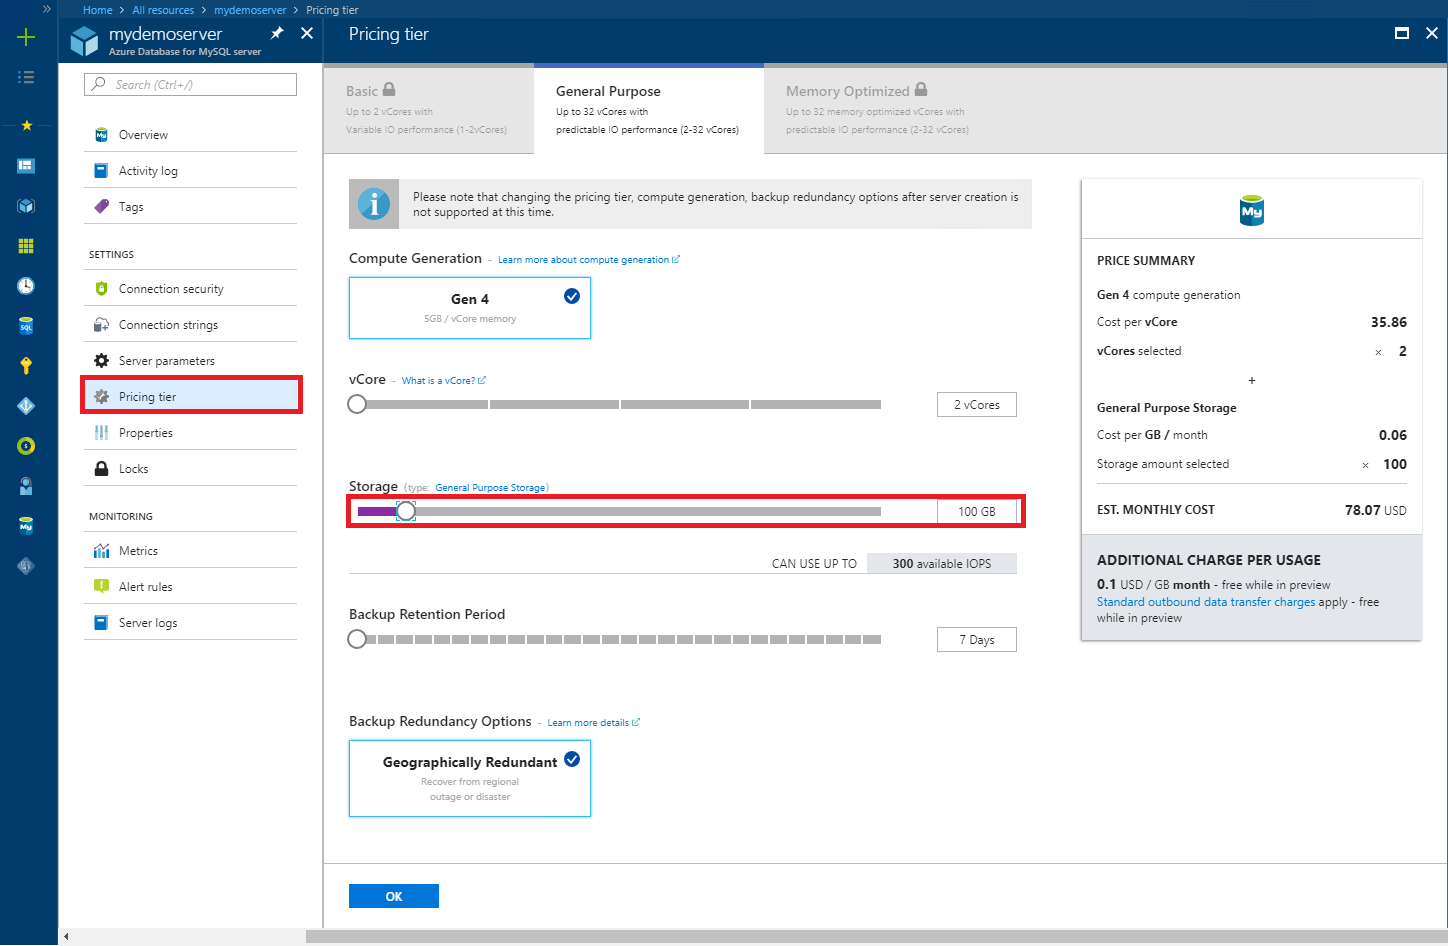 Home > All resources > mydemoserver > Pricing tier
mydemoserver
Azure Database for MySQL server
Search (Ctrl+/)
Overview
Activity log
Tags
SETTINGS
Connection security
Connection strings
Server parameters
Pricing tier
Properties
Locks
MONITORING
Metrics
Alert rules
Server logs
Pricing tier
Basic
Up to 2 vCores with
Variable IO performance (1-2vCores)
General Purpose
Up to 32 vCores with
predictable IO performance (2-32 vCores)
Memory Optimized
Up to 32 memory optimized vCores with
predictable IO performance (2-32 vCores)
Please note that changing the pricing tier, compute generation, backup redundancy options after server creation is
not supported at this time.
Compute Generation - Learn more about compute generation
Gen 4
5GB / vCore memory
vCore - What is a vCore?
2 vCores
Storage (type: General Purpose Storage)
100 GB
CAN USE UP TO 300 available IOPS
Backup Retention Period
7 Days
Backup Redundancy Options - Learn more details
Geographically Redundant
Recover from regional
outage or disaster
OK
My
PRICE SUMMARY
Gen 4 compute generation
Cost per vCore 35.86
vCores selected × 2
+
General Purpose Storage
Cost per GB / month 0.06
Storage amount selected × 100
EST. MONTHLY COST 78.07 USD
ADDITIONAL CHARGE PER USAGE
0.1 USD / GB month - free while in preview
Standard outbound data transfer charges apply - free
while in preview